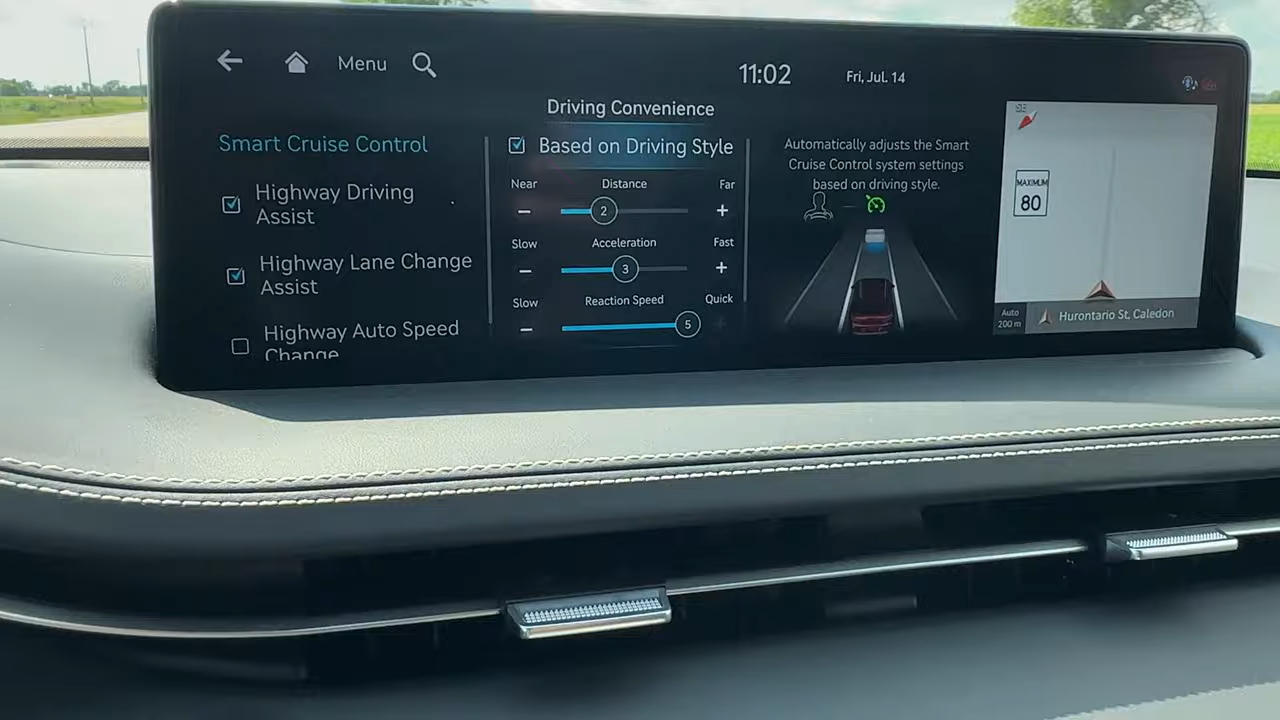 Menu
11:02
Fri, Jul. 14
Driving Convenience
Smart Cruise Control
Highway Driving
Assist
Highway Lane Change
Assist
Highway Auto Speed
Change
Based on Driving Style
Near Distance Far
2
Slow Acceleration Fast
3
Slow Reaction Speed Quick
5
Automatically adjusts the Smart
Cruise Control system settings
based on driving style.
SE
MAXIMUM
80
Auto
200 m
Hurontario St, Caledon